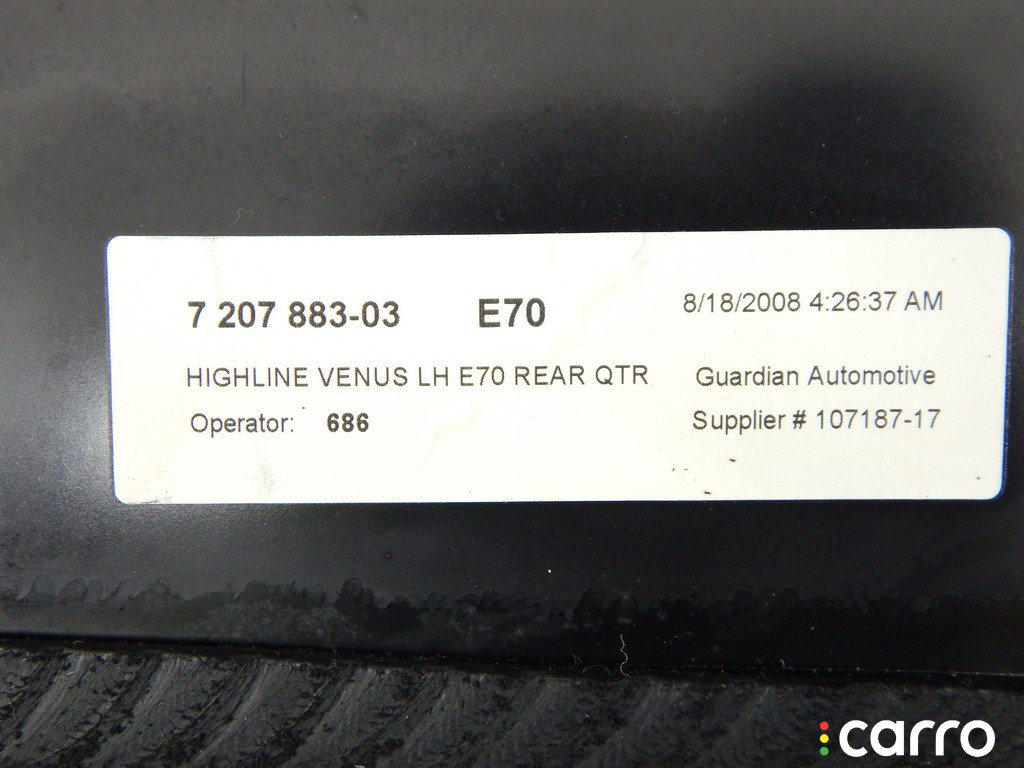 7 207 883-03 E70 8/18/2008 4:26:37 AM
HIGHLINE VENUS LH E70 REAR QTR Guardian Automotive
Operator: 686 Supplier # 107187-17
carro